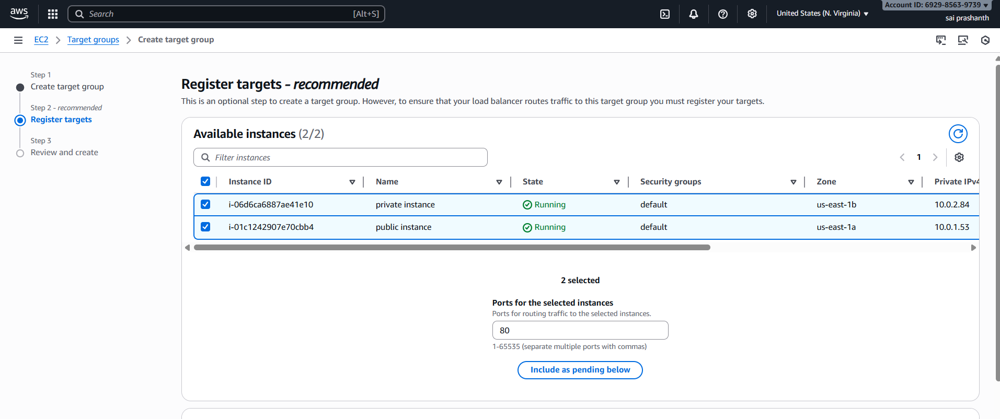 aws
Search [Alt+S]
United States (N. Virginia)
Account ID: 6929-8563-9739
sai prashanth
EC2 Target groups Create target group
Step 1
Create target group
Step 2 - recommended
Register targets
Step 3
Review and create
Register targets - recommended
This is an optional step to create a target group. However, to ensure that your load balancer routes traffic to this target group you must register your targets.
Available instances (2/2)
Filter instances
1
Instance ID Name State Security groups Zone Private IPv4
i-06d6ca6887ae41e10 private instance Running default us-east-1b 10.0.2.84
i-01c1242907e70cbb4 public instance Running default us-east-1a 10.0.1.53
2 selected
Ports for the selected instances
Ports for routing traffic to the selected instances.
80
1-65535 (separate multiple ports with commas)
Include as pending below